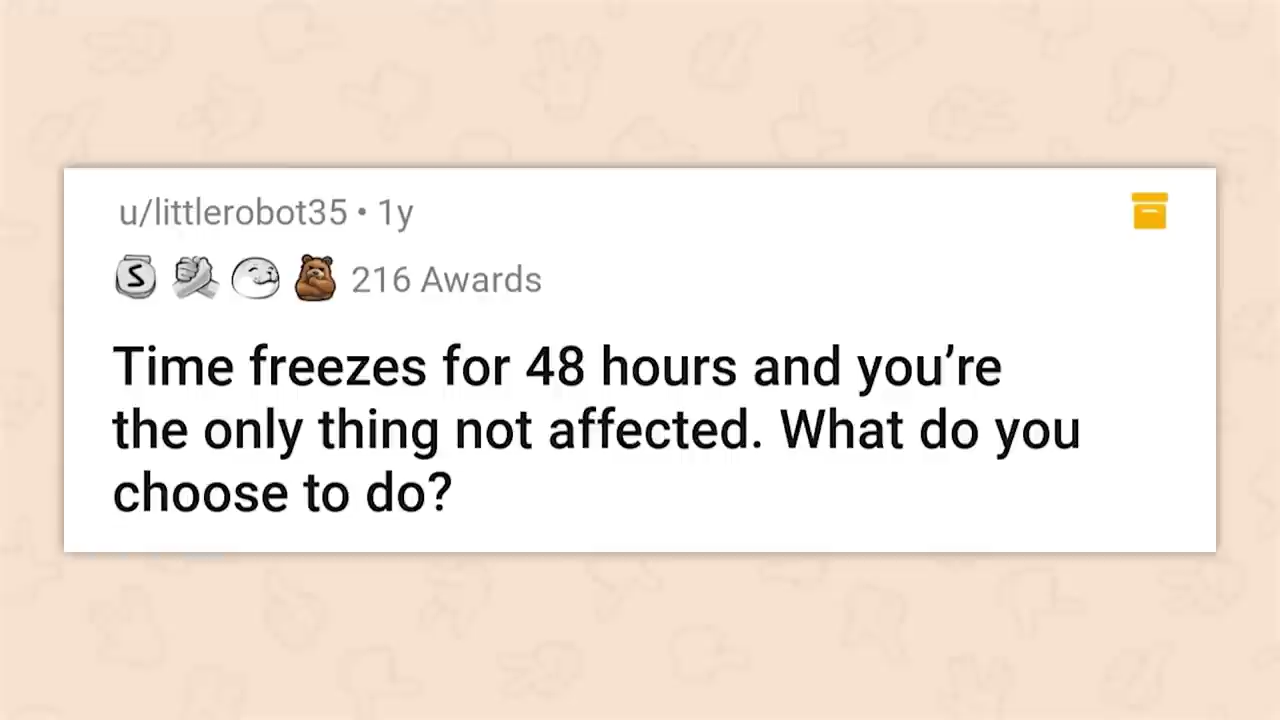 u/littlerobot35 • 1y
216 Awards
Time freezes for 48 hours and you’re
the only thing not affected. What do you
choose to do?